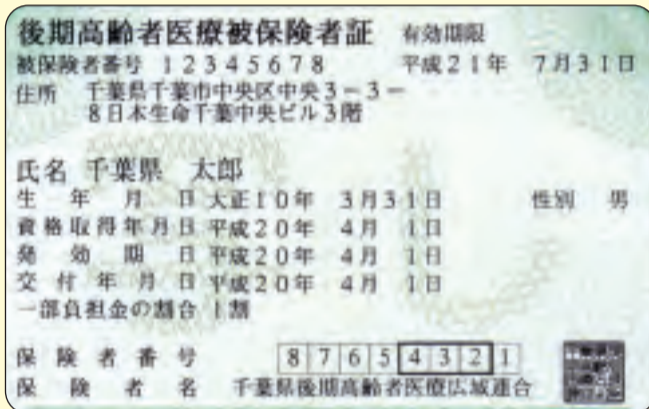 後期高齢者医療被保険者証 有効期限
被保険者番号 12345678 平成21年 7月31日
住所 千葉県千葉市中央区中央3-3-
8日本生命千葉中央ビル3階
氏名 千葉県 太郎
生年月日 大正10年 3月31日 性別 男
資格取得年月日 平成20年 4月 1日
発効期日 平成20年 4月 1日
交付年月日 平成20年 4月 1日
一部負担金の割合 1割
保険者番号 87654321
保険者名 千葉県後期高齢者医療広域連合